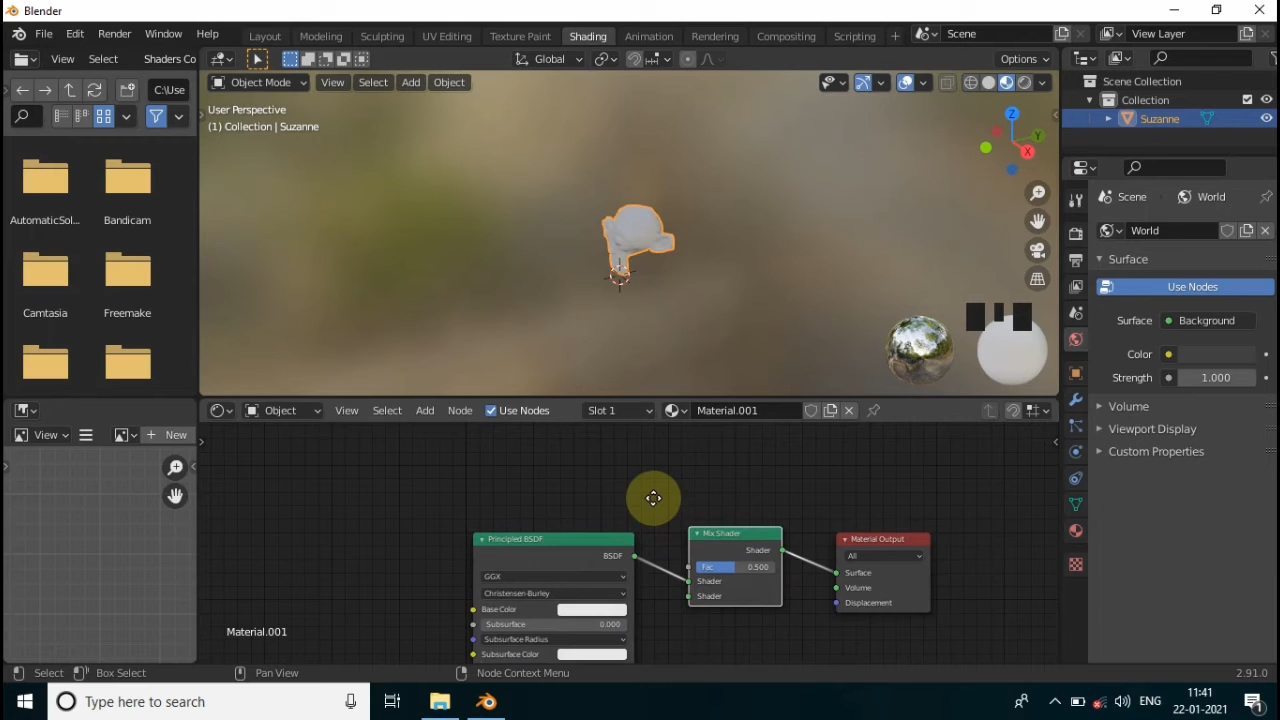 Blender
File Edit Render Window Help
Layout Modeling Sculpting UV Editing Texture Paint Shading Animation Rendering Compositing Scripting
Scene
View Layer
View Select Shaders Co
Global
Options
C:\Use
Object Mode View Select Add Object
User Perspective
(1) Collection | Suzanne
Z
Y
X
AutomaticSol...
Bandicam
Camtasia
Freemake
Scene Collection
Collection
Suzanne
Scene World
World
Surface
Use Nodes
Surface Background
Color
Strength 1.000
Volume
Viewport Display
Custom Properties
View New
Object View Select Add Node Use Nodes Slot 1 Material.001
Principled BSDF
BSDF
GGX
Christensen-Burley
Base Color
Subsurface 0.000
Subsurface Radius
Subsurface Color
Mix Shader
Shader
Fac 0.500
Shader
Shader
Material Output
All
Surface
Volume
Displacement
Material.001
Select Box Select Pan View Node Context Menu 2.91.0
Type here to search
ENG
11:41
22-01-2021
1